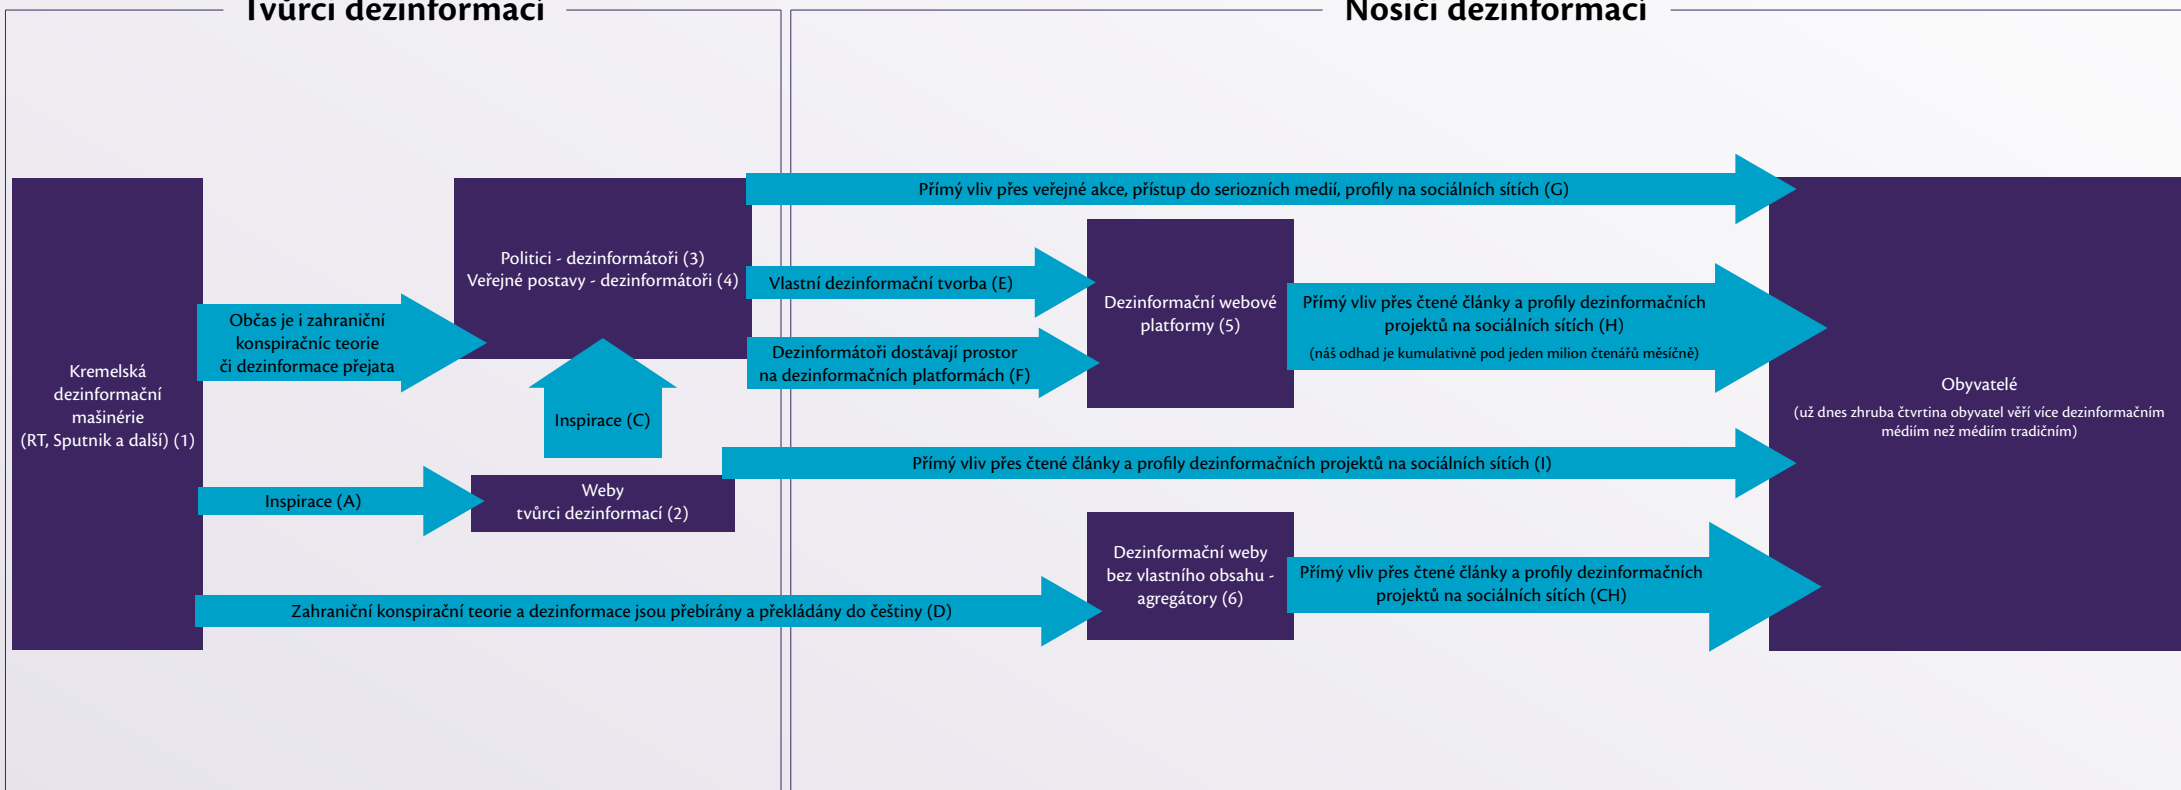 Tvůrci dezinformací
Nosiči dezinformací
Kremelská
dezinformační
mašinérie
(RT, Sputnik a další) (1)
Občas je i zahraniční
konspiračníc teorie
či dezinformace přejata
Inspirace (A)
Zahraniční konspirační teorie a dezinformace jsou přebírány a překládány do češtiny (D)
Politici - dezinformátoři (3)
Veřejné postavy - dezinformátoři (4)
Inspirace (C)
Weby
tvůrci dezinformací (2)
Přímý vliv přes veřejné akce, přístup do seriozních medií, profily na sociálních sítích (G)
Vlastní dezinformační tvorba (E)
Dezinformátoři dostávají prostor
na dezinformačních platformách (F)
Dezinformační webové
platformy (5)
Přímý vliv přes čtené články a profily dezinformačních
projektů na sociálních sítích (H)
(náš odhad je kumulativně pod jeden milion čtenářů měsíčně)
Přímý vliv přes čtené články a profily dezinformačních projektů na sociálních sítích (I)
Dezinformační weby
bez vlastního obsahu -
agregátory (6)
Přímý vliv přes čtené články a profily dezinformačních
projektů na sociálních sítích (CH)
Obyvatelé
(už dnes zhruba čtvrtina obyvatel věří více dezinformačním
médiím než médiím tradičním)